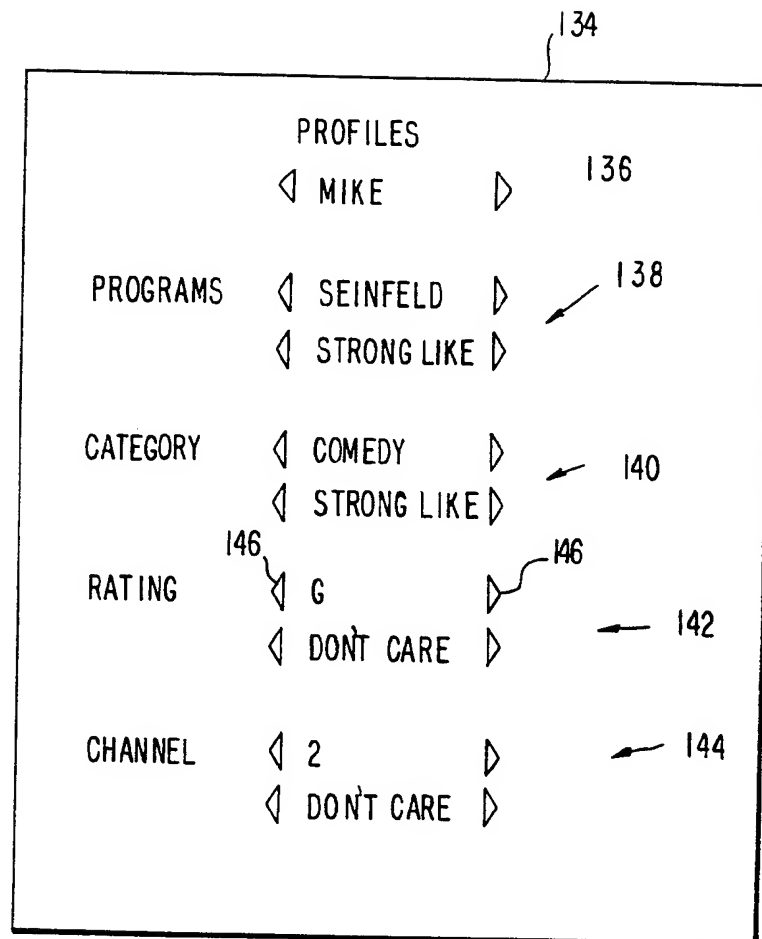 134
PROFILES
MIKE 136
PROGRAMS SEINFELD 138
STRONG LIKE
CATEGORY COMEDY 140
STRONG LIKE
146 146
RATING G
DON'T CARE 142
CHANNEL 2 144
DON'T CARE